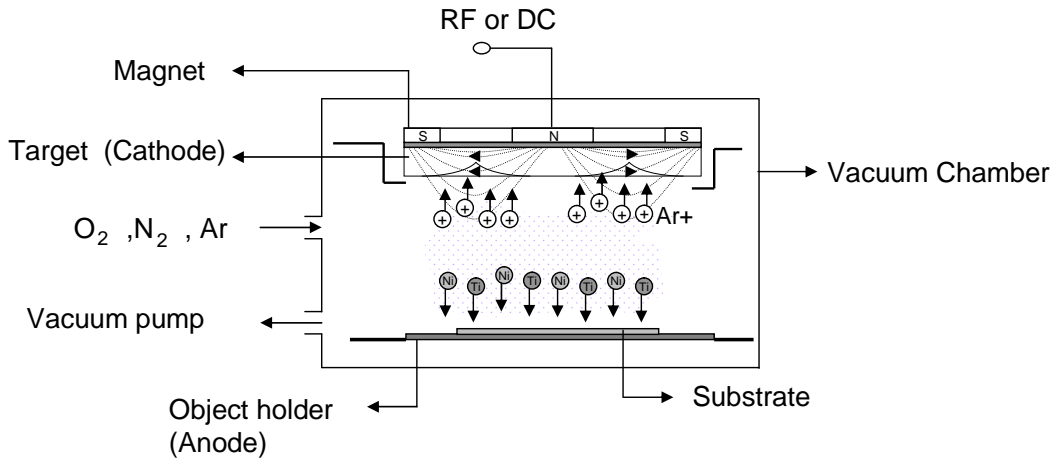 RF or DC
Magnet
S N S
Target (Cathode)
Vacuum Chamber
+ + + + + + + + Ar+
O₂ ,N₂ , Ar
Ni Ti Ni Ti Ni Ti Ni Ti
Vacuum pump
Substrate
Object holder
(Anode)